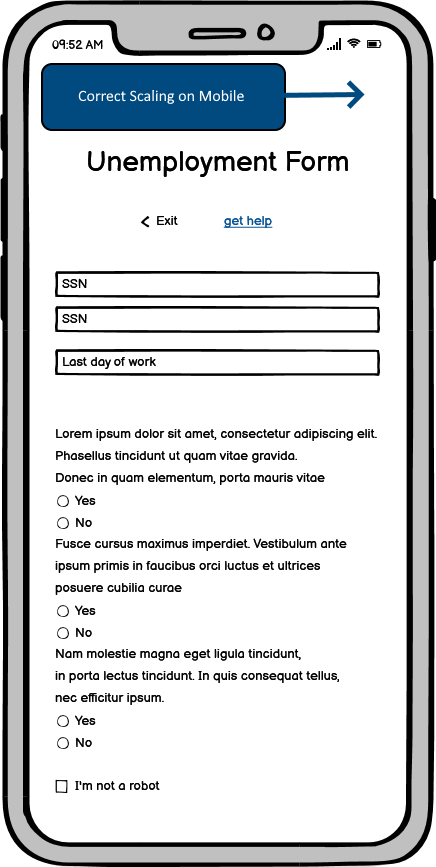 09:52 AM
Correct Scaling on Mobile
Unemployment Form
Exit get help
SSN
SSN
Last day of work
Lorem ipsum dolor sit amet, consectetur adipiscing elit.
Phasellus tincidunt ut quam vitae gravida.
Donec in quam elementum, porta mauris vitae
Yes
No
Fusce cursus maximus imperdiet. Vestibulum ante
ipsum primis in faucibus orci luctus et ultrices
posuere cubilia curae
Yes
No
Nam molestie magna eget ligula tincidunt,
in porta lectus tincidunt. In quis consequat tellus,
nec efficitur ipsum.
Yes
No
I'm not a robot